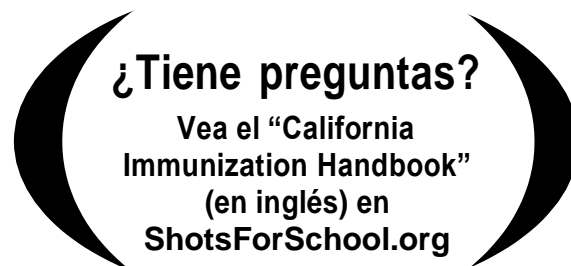 ¿Tiene preguntas?
Vea el “California
Immunization Handbook”
(en inglés) en
ShotsForSchool.org